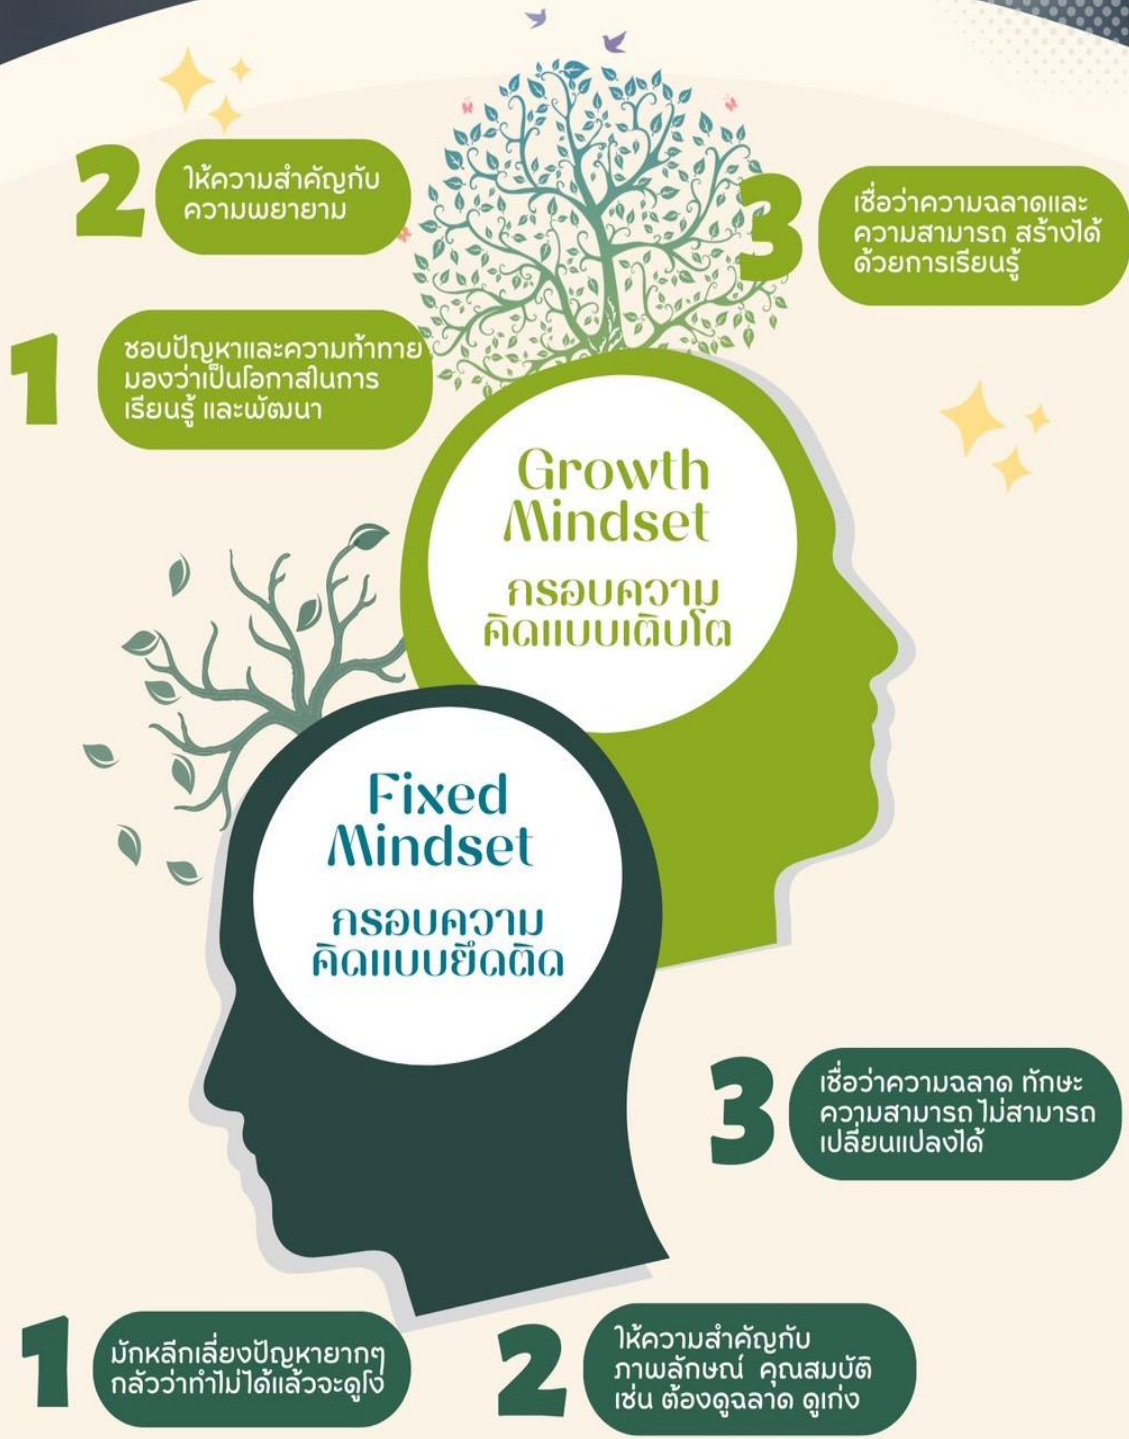 2
ให้ความสำคัญกับ
ความพยายาม
3
เชื่อว่าความฉลาดและ
ความสามารถ สร้างได้
ด้วยการเรียนรู้
1
ชอบปัญหาและความท้าทาย
มองว่าเป็นโอกาสในการ
เรียนรู้ และพัฒนา
Growth
Mindset
กรอบความ
คิดแบบเติบโต
Fixed
Mindset
กรอบความ
คิดแบบยึดติด
3
เชื่อว่าความฉลาด ทักษะ
ความสามารถ ไม่สามารถ
เปลี่ยนแปลงได้
1
มักหลีกเลี่ยงปัญหายากๆ
กลัวว่าทำไม่ได้แล้วจะดูโง่
2
ให้ความสำคัญกับ
ภาพลักษณ์ คุณสมบัติ
เช่น ต้องดูฉลาด ดูเก่ง